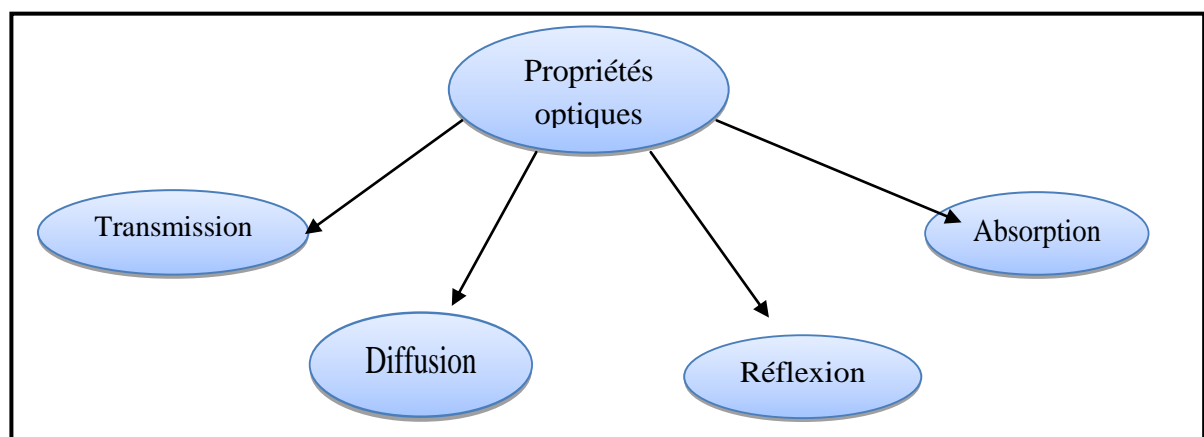 Propriétés
optiques
Transmission
Absorption
Diffusion
Réflexion